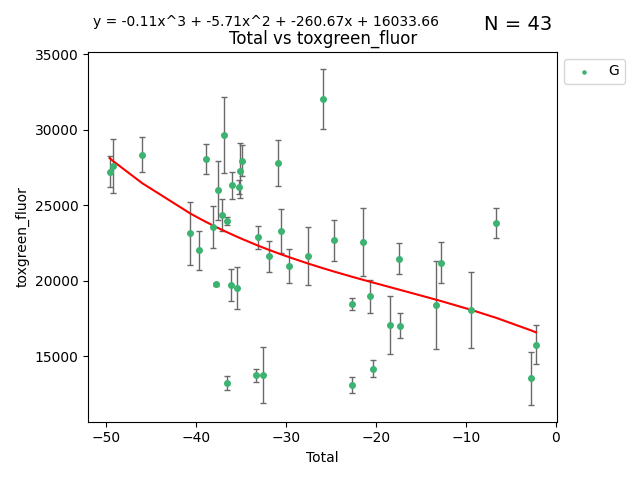 y = -0.11x^3 + -5.71x^2 + -260.67x + 16033.66
N = 43
Total vs toxgreen_fluor
G
35000
30000
25000
20000
15000
toxgreen_fluor
−50 −40 −30 −20 −10 0
Total